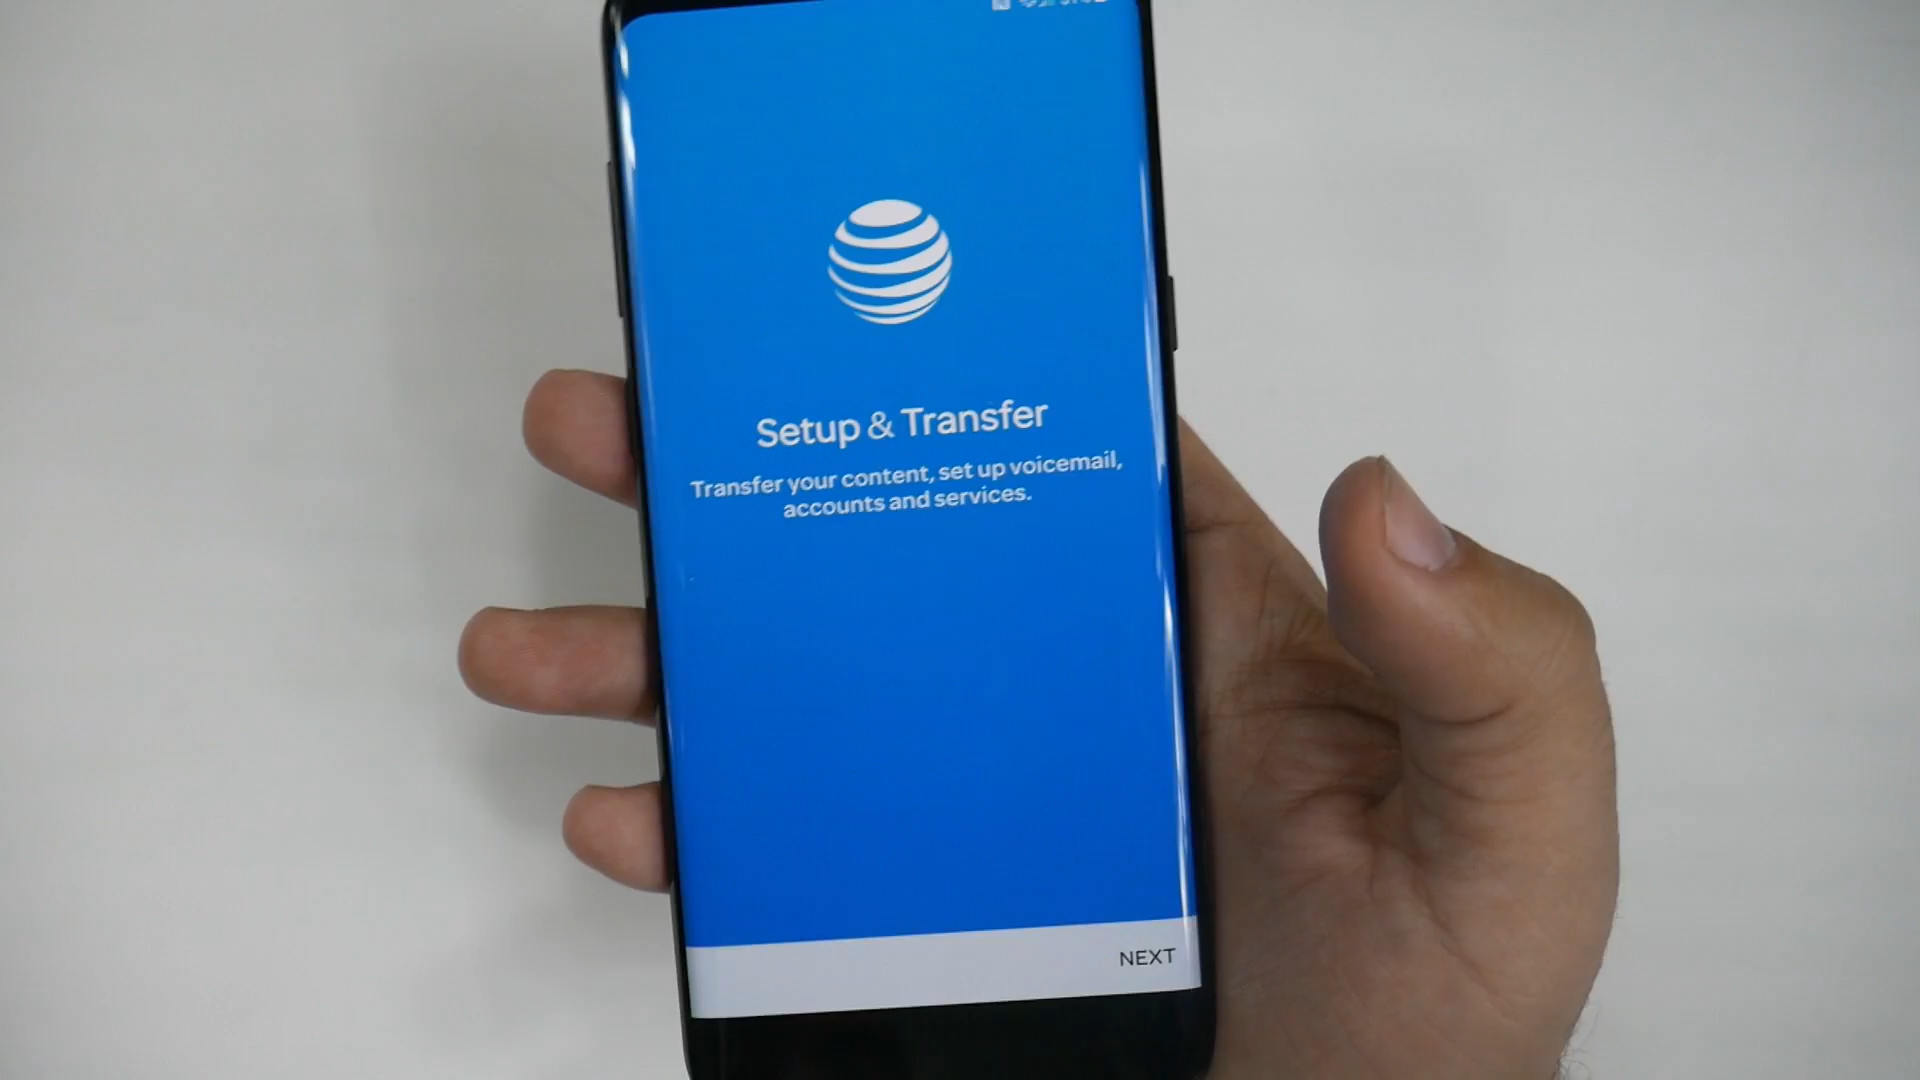 Setup & Transfer
Transfer your content, set up voicemail,
accounts and services.
NEXT